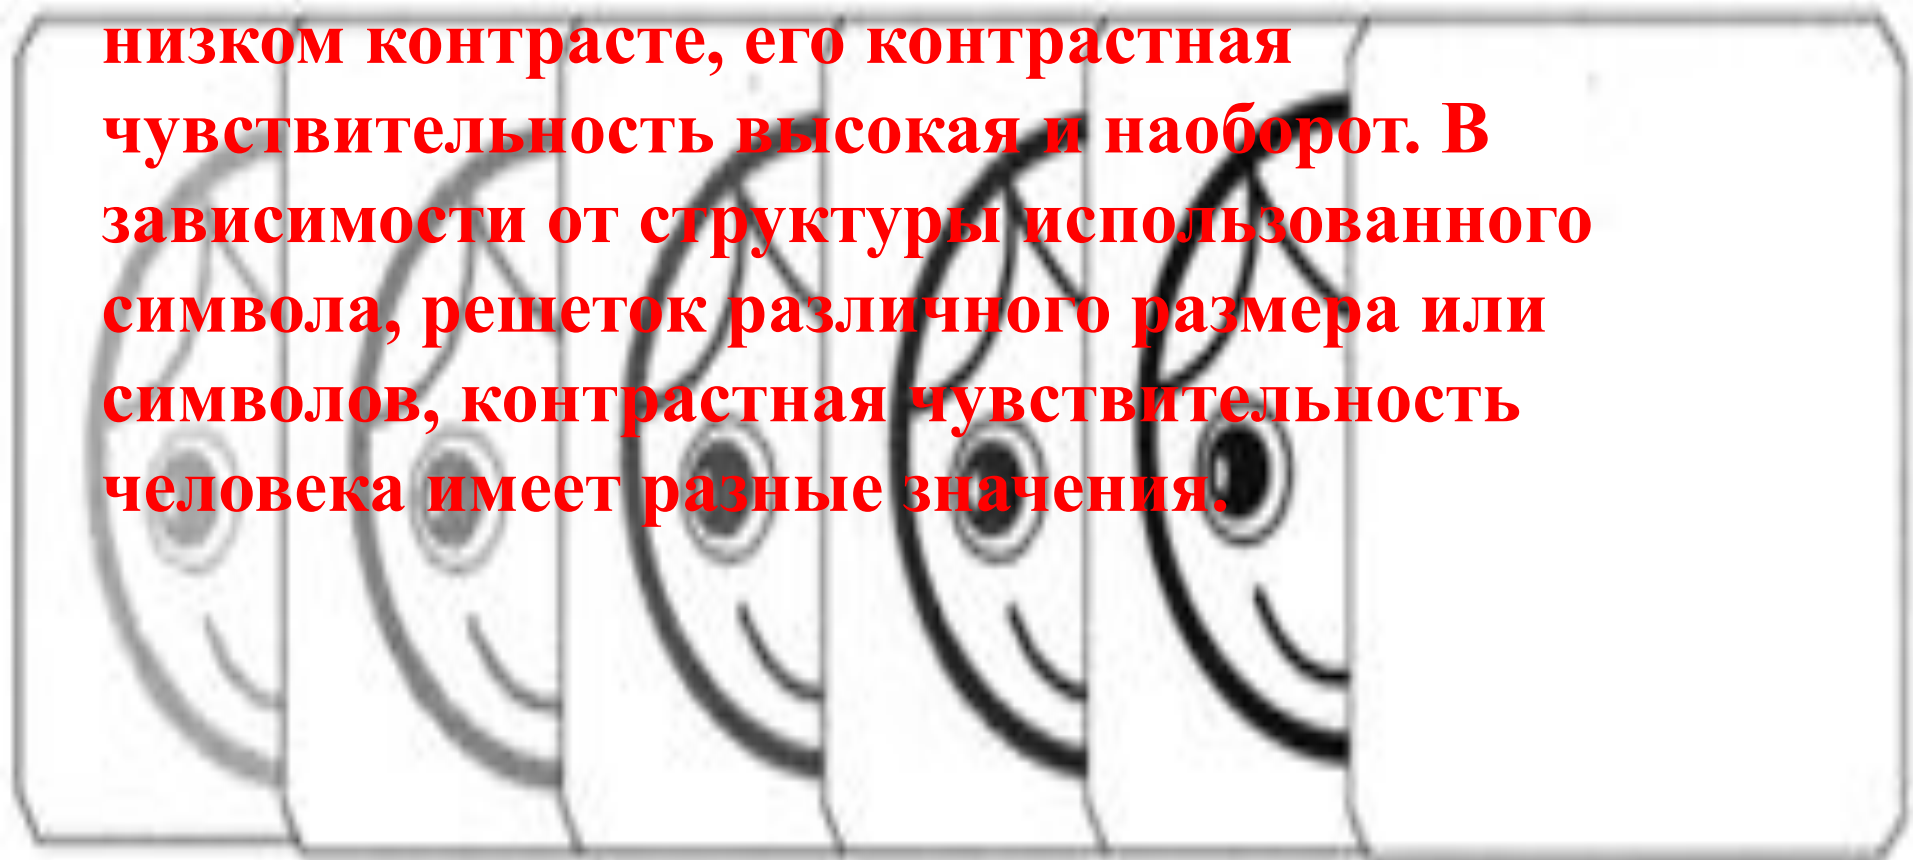 низком контрасте, его контрастная
чувствительность высокая и наоборот. В
зависимости от структуры использованного
символа, решеток различного размера или
символов, контрастная чувствительность
человека имеет разные значения.